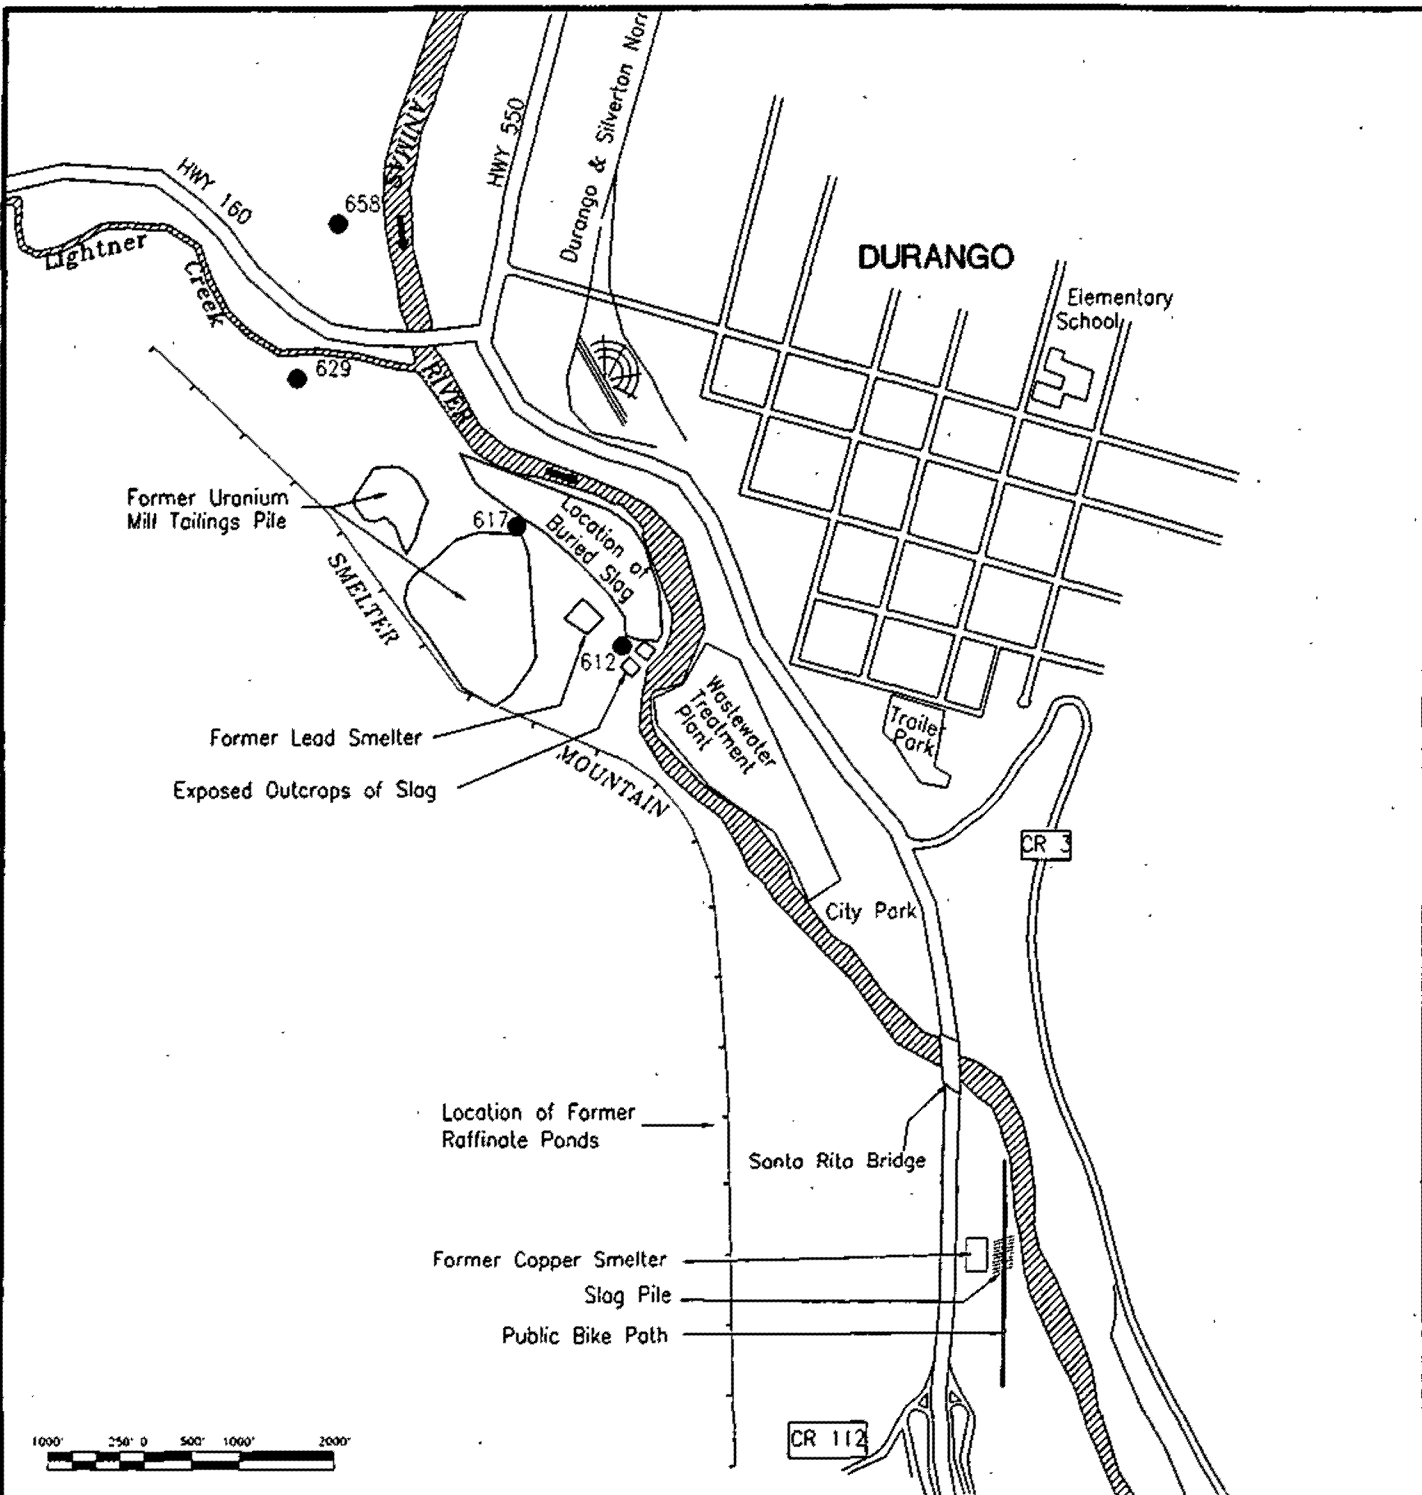 ANIMAS
HWY 550
Durango & Silverton Narr
HWY 160
658
Lightner
Creek
DURANGO
Elementary
School
629
RIVER
Former Uranium
Mill Tailings Pile
617
Location of
Buried Slag
SMELTER
612
Wastewater
Treatment
Plant
Trailer
Park
Former Lead Smelter
MOUNTAIN
Exposed Outcrops of Slag
CR 3
City Park
Location of Former
Raffinate Ponds
Santa Rita Bridge
Former Copper Smelter
Slag Pile
Public Bike Path
CR 112
1000' 250' 0 500' 1000' 2000'